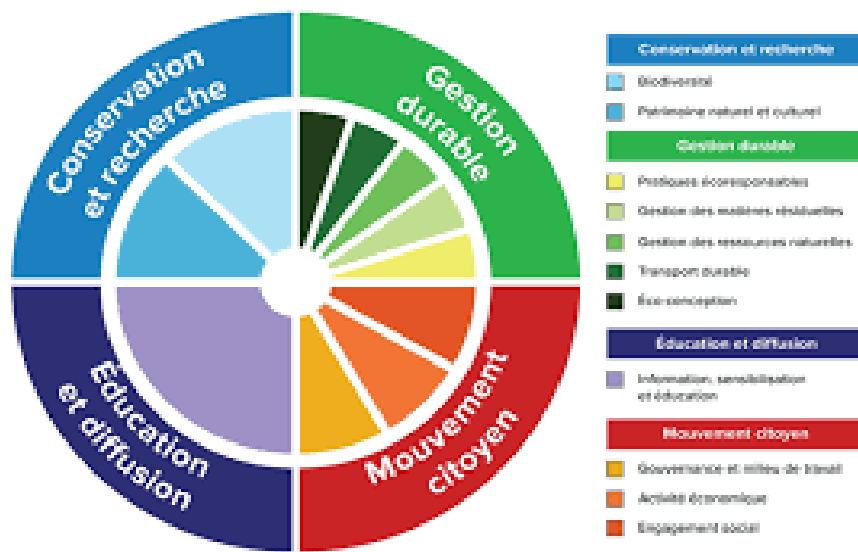 Conservation
et recherche
Gestion
durable
Éducation
et diffusion
Mouvement
citoyen
Conservation et recherche
Biodiversité
Patrimoine naturel et culturel
Gestion durable
Pratiques écoresponsables
Gestion des matières résiduelles
Gestion des ressources naturelles
Transport durable
Éco-conception
Éducation et diffusion
Information, sensibilisation
et éducation
Mouvement citoyen
Gouvernance et milieu de travail
Activité économique
Engagement social